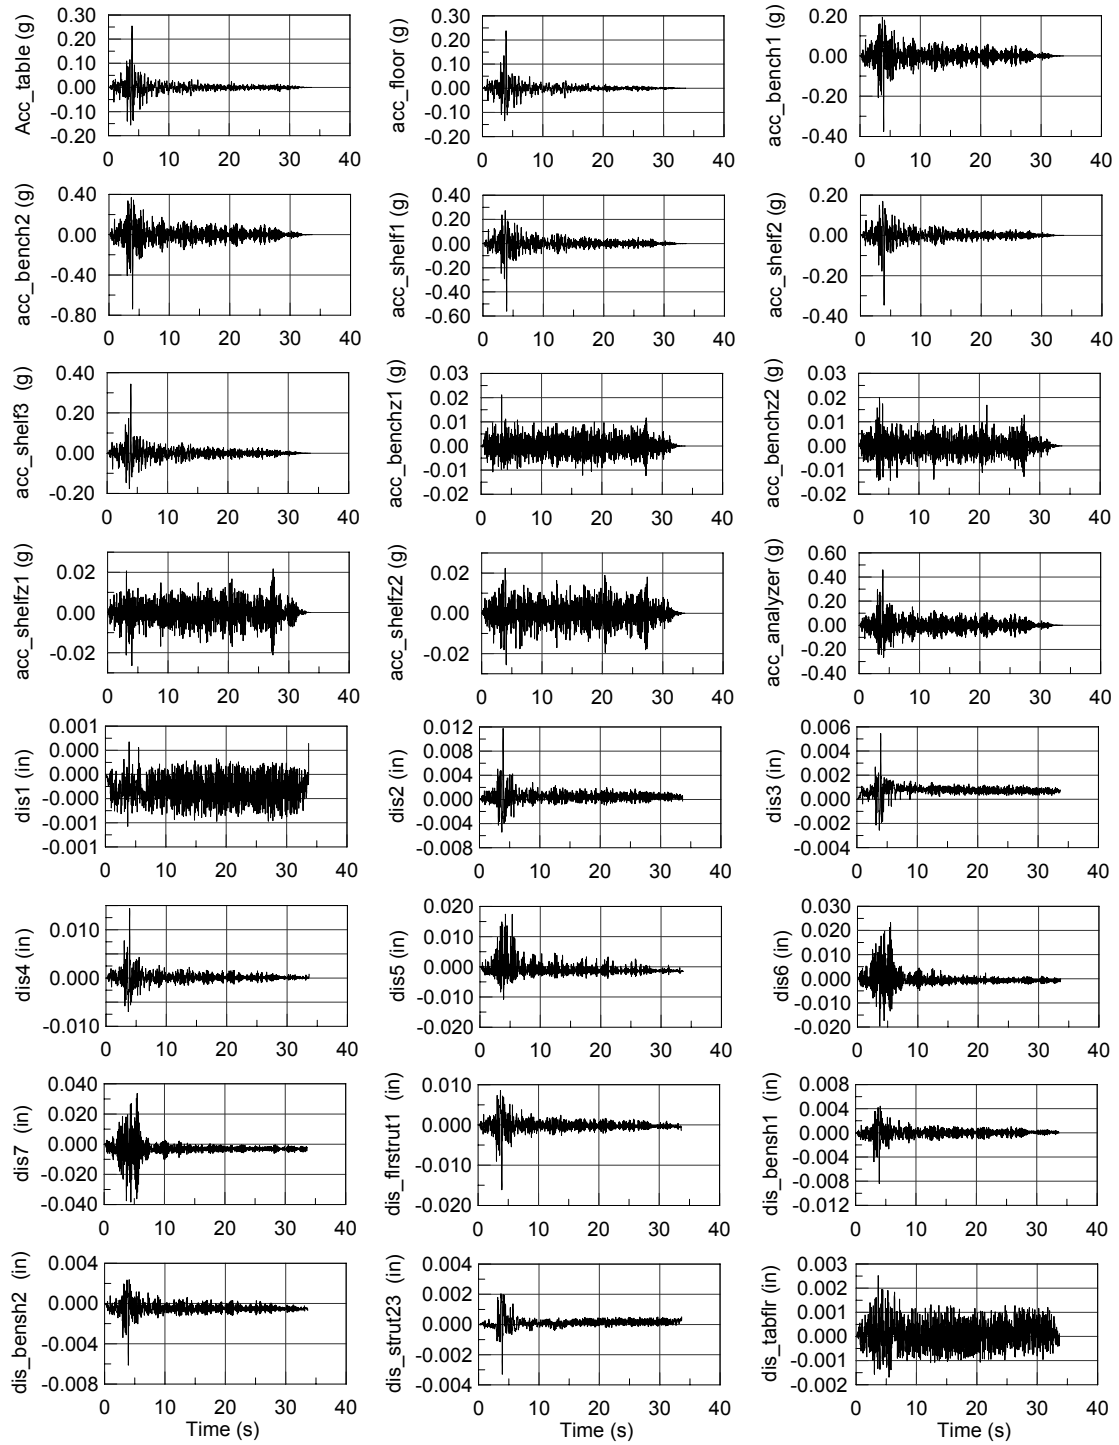 Acc_table (g)
0.30
0.20
0.10
0.00
-0.10
-0.20
0 10 20 30 40
acc_floor (g)
0.30
0.20
0.10
0.00
-0.10
-0.20
0 10 20 30 40
acc_bench1 (g)
0.20
0.00
-0.20
-0.40
0 10 20 30 40
acc_bench2 (g)
0.40
0.00
-0.40
-0.80
0 10 20 30 40
acc_shelf1 (g)
0.40
0.20
0.00
-0.20
-0.40
-0.60
0 10 20 30 40
acc_shelf2 (g)
0.20
0.00
-0.20
-0.40
0 10 20 30 40
acc_shelf3 (g)
0.40
0.20
0.00
-0.20
0 10 20 30 40
acc_benchz1 (g)
0.03
0.02
0.01
0.00
-0.01
-0.02
0 10 20 30 40
acc_benchz2 (g)
0.03
0.02
0.01
0.00
-0.01
-0.02
0 10 20 30 40
acc_shelfz1 (g)
0.02
0.00
-0.02
0 10 20 30 40
acc_shelfz2 (g)
0.02
0.00
-0.02
0 10 20 30 40
acc_analyzer (g)
0.60
0.40
0.20
0.00
-0.20
-0.40
0 10 20 30 40
dis1 (in)
0.001
0.000
0.000
-0.000
-0.001
-0.001
0 10 20 30 40
dis2 (in)
0.012
0.008
0.004
0.000
-0.004
-0.008
0 10 20 30 40
dis3 (in)
0.006
0.004
0.002
0.000
-0.002
-0.004
0 10 20 30 40
dis4 (in)
0.010
0.000
-0.010
0 10 20 30 40
dis5 (in)
0.020
0.010
0.000
-0.010
-0.020
0 10 20 30 40
dis6 (in)
0.030
0.020
0.010
0.000
-0.010
-0.020
0 10 20 30 40
dis7 (in)
0.040
0.020
0.000
-0.020
-0.040
0 10 20 30 40
dis_flrstrut1 (in)
0.010
0.000
-0.010
-0.020
0 10 20 30 40
dis_bensh1 (in)
0.008
0.004
0.000
-0.004
-0.008
-0.012
0 10 20 30 40
dis_bensh2 (in)
0.004
0.000
-0.004
-0.008
0 10 20 30 40
Time (s)
dis_strut23 (in)
0.004
0.002
0.000
-0.002
-0.004
0 10 20 30 40
Time (s)
dis_tabflr (in)
0.003
0.002
0.001
0.000
-0.001
-0.002
0 10 20 30 40
Time (s)